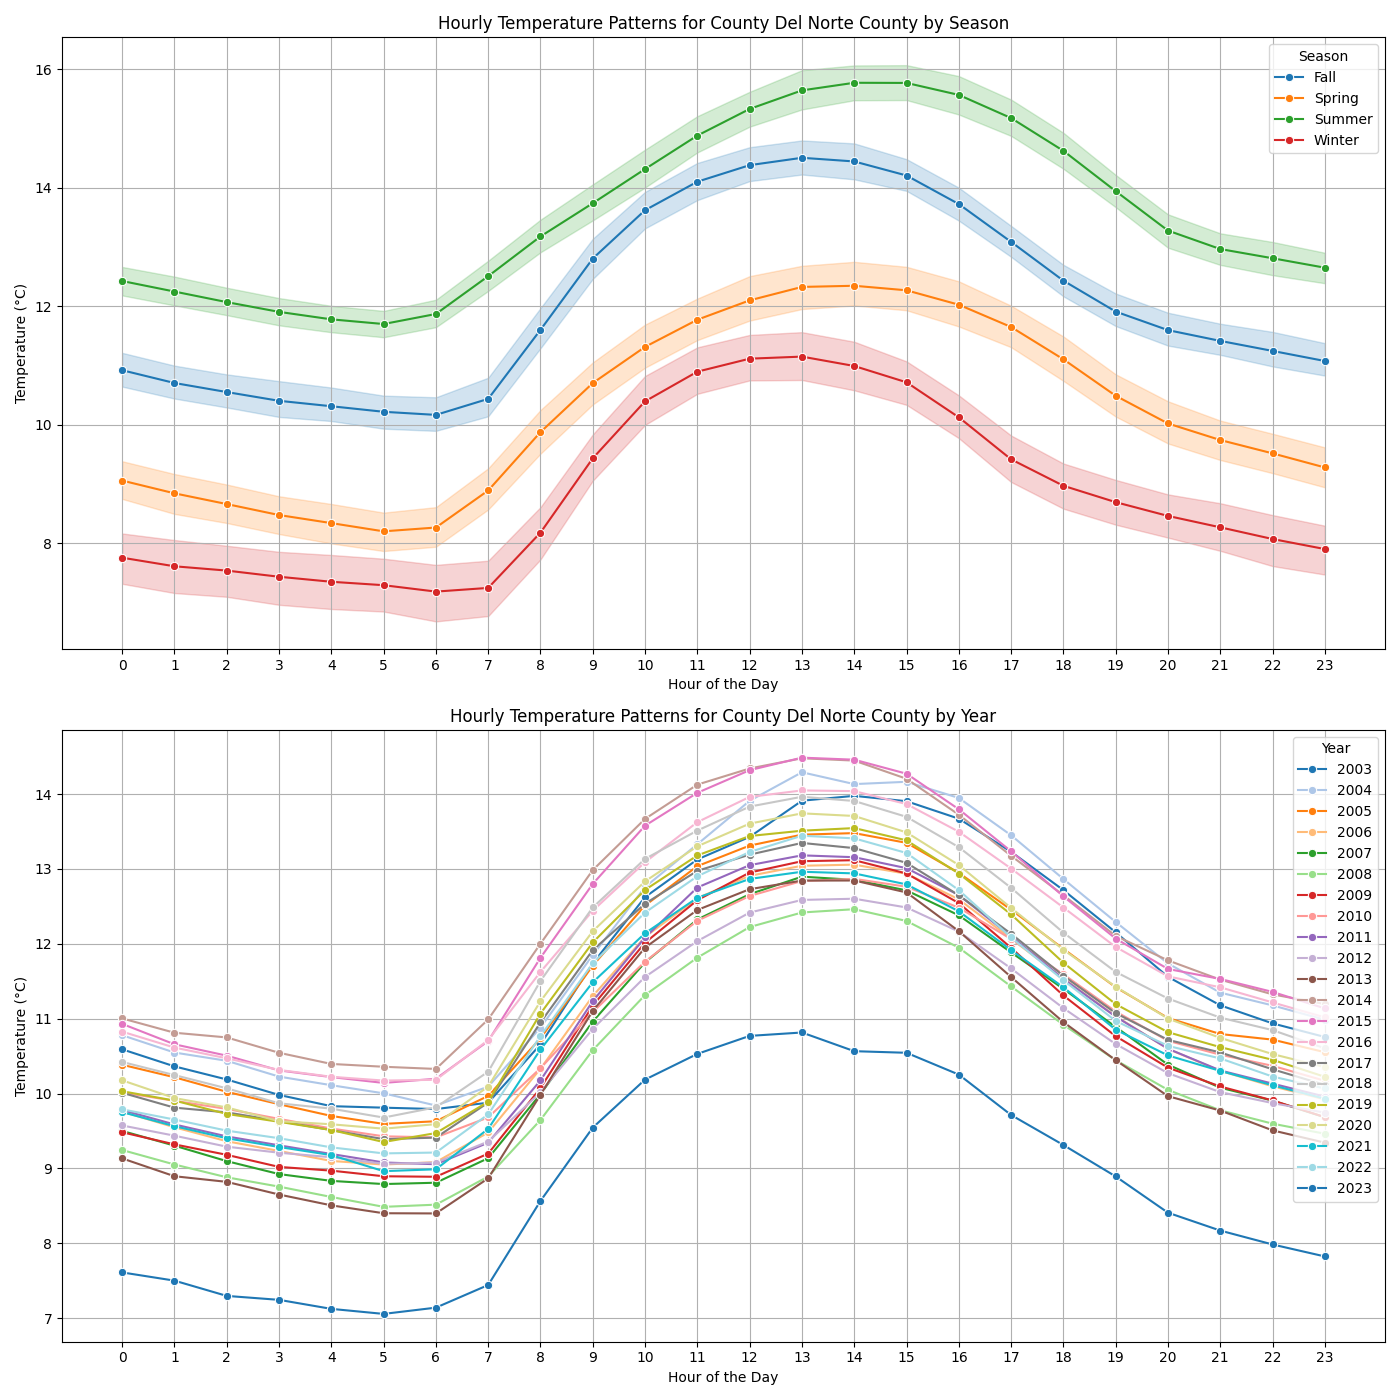 Hourly Temperature Patterns for County Del Norte County by Season
Season
Fall
Spring
Summer
Winter
16
14
12
10
8
Temperature (°C)
0 1 2 3 4 5 6 7 8 9 10 11 12 13 14 15 16 17 18 19 20 21 22 23
Hour of the Day
Hourly Temperature Patterns for County Del Norte County by Year
Year
2003
2004
2005
2006
2007
2008
2009
2010
2011
2012
2013
2014
2015
2016
2017
2018
2019
2020
2021
2022
2023
14
13
12
11
10
9
8
7
Temperature (°C)
0 1 2 3 4 5 6 7 8 9 10 11 12 13 14 15 16 17 18 19 20 21 22 23
Hour of the Day